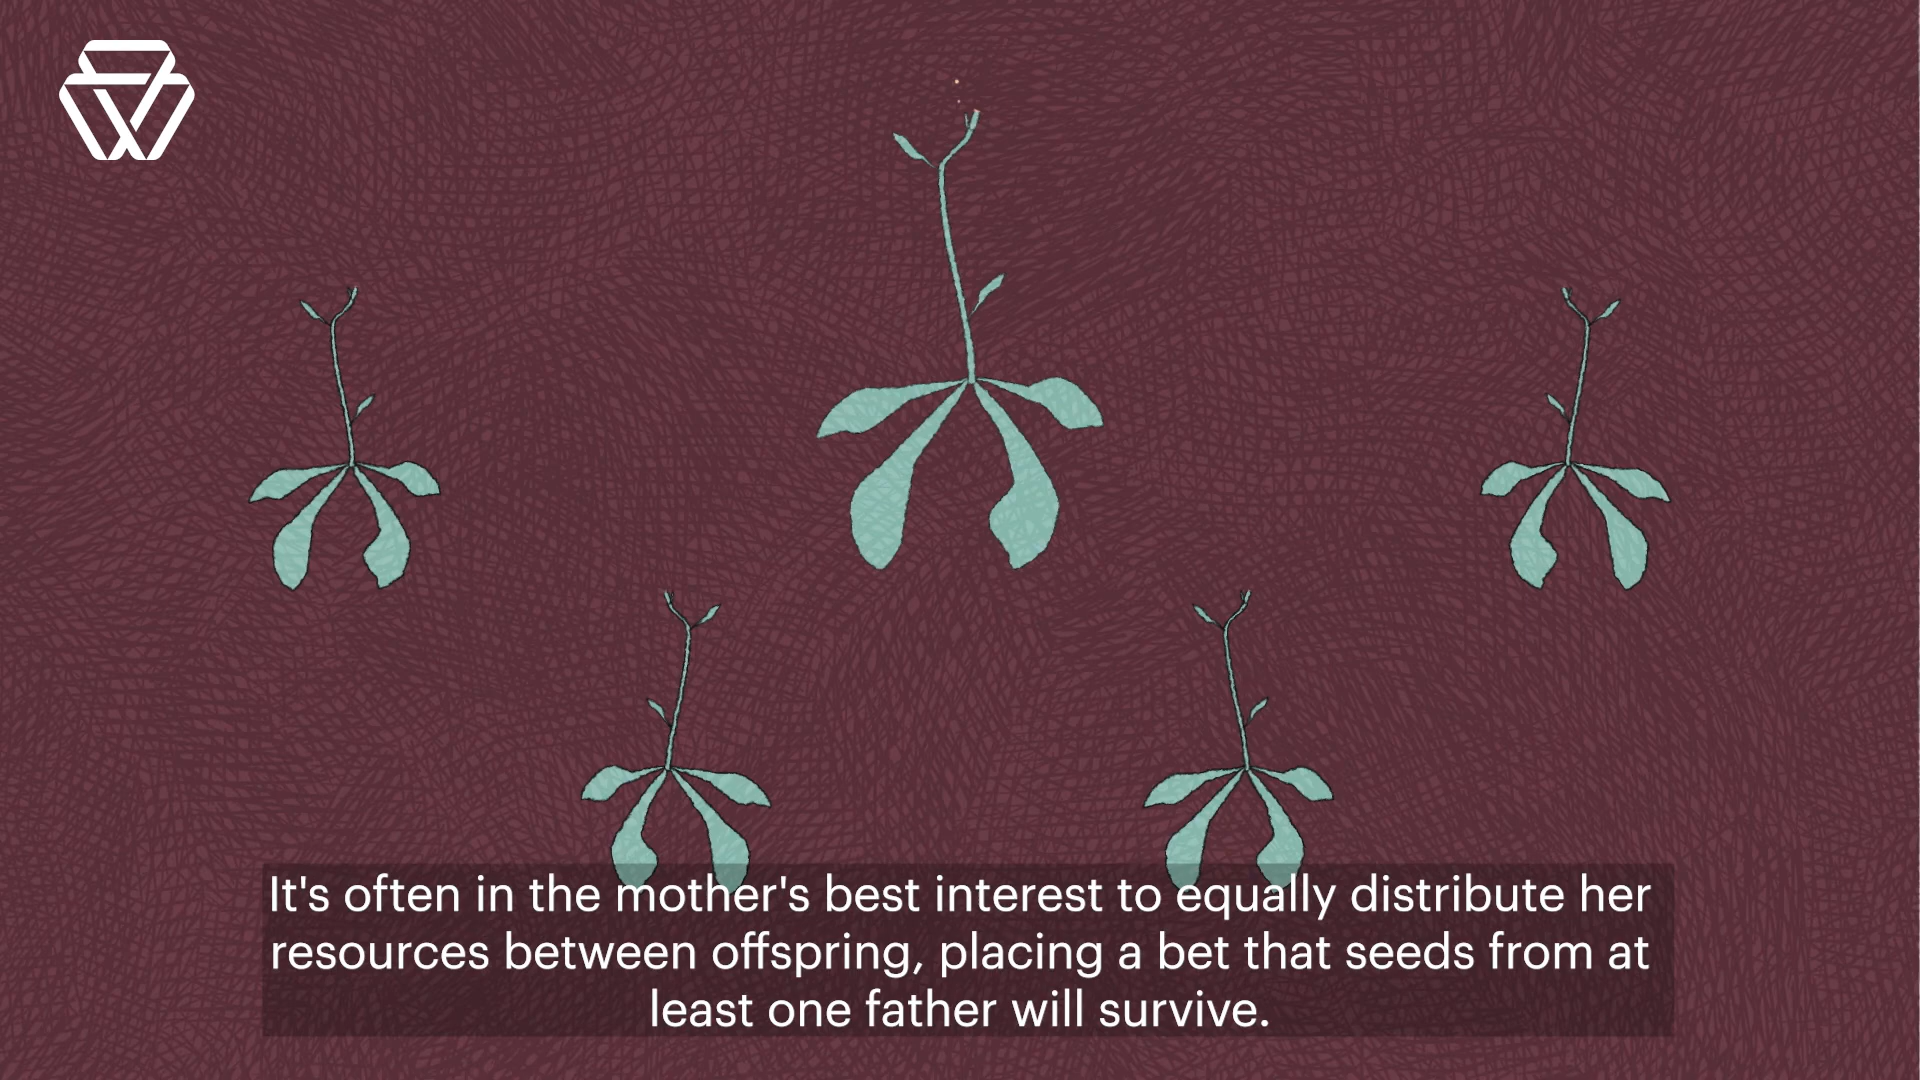 It's often in the mother's best interest to equally distribute her
resources between offspring, placing a bet that seeds from at
least one father will survive.